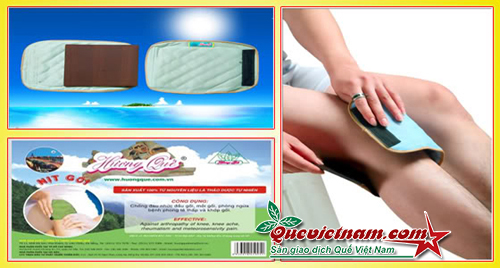 Hương Quế
www.huongque.com.vn
MÍT GỐI
SẢN XUẤT 100% TỪ NGUYÊN LIỆU LÀ THẢO DƯỢC TỰ NHIÊN
CÔNG DỤNG:
Chống đau nhức đầu gối, mỏi gối, phòng ngừa
bệnh phong tê thấp và khớp gối.
EFFECTIVE:
Against arthropathy of knee, knee ache,
rheumatism and meteorosensivity pain.
Quevietnam.com
Sàn giao dịch Quế Việt Nam